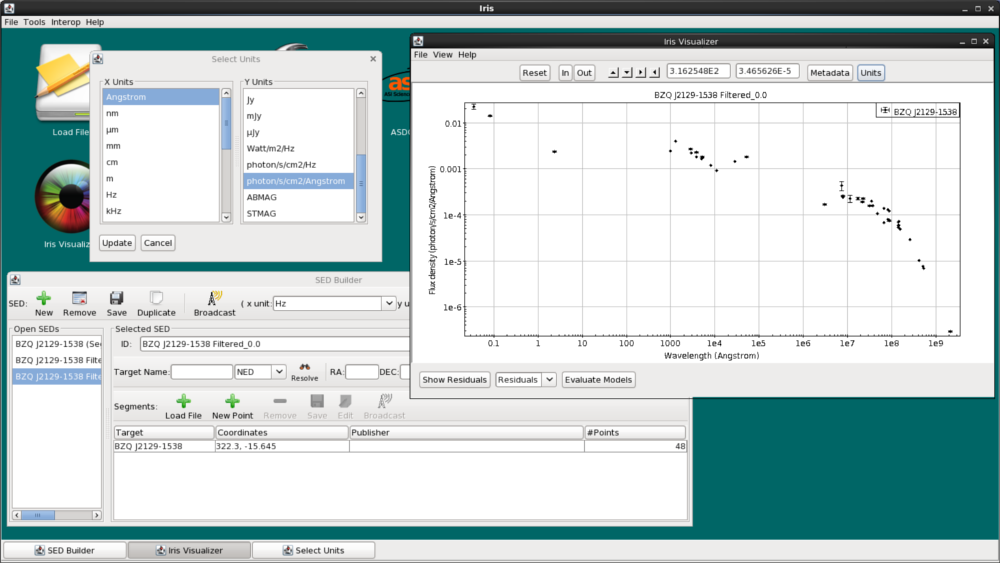 Iris
File Tools Interop Help
Load File
Iris Visualiz
ASD
Select Units
X Units
Angstrom
nm
µm
mm
cm
m
Hz
kHz
Y Units
Jy
mJy
µJy
Watt/m2/Hz
photon/s/cm2/Hz
photon/s/cm2/Angstrom
ABMAG
STMAG
Update Cancel
SED Builder
SED: New Remove Save Duplicate Broadcast ( x unit: Hz y u
Open SEDs
BZQ J2129-1538 (Seg
BZQ J2129-1538 Filte
BZQ J2129-1538 Filte
Selected SED
ID: BZQ J2129-1538 Filtered_0.0
Target Name: NED Resolve RA: DEC:
Segments: Load File New Point Remove Save Edit Broadcast
Target Coordinates Publisher #Points
BZQ J2129-1538 322.3, -15.645 48
Iris Visualizer
File View Help
Reset In Out 3.162548E2 3.465626E-5 Metadata Units
BZQ J2129-1538 Filtered_0.0
BZQ J2129-1538
Flux density (photon/s/cm2/Angstrom)
0.01
0.001
1e-4
1e-5
1e-6
0.1 1 10 100 1000 10000 1e5 1e6 1e7 1e8 1e9
Wavelength (Angstrom)
Show Residuals Residuals Evaluate Models
SED Builder Iris Visualizer Select Units